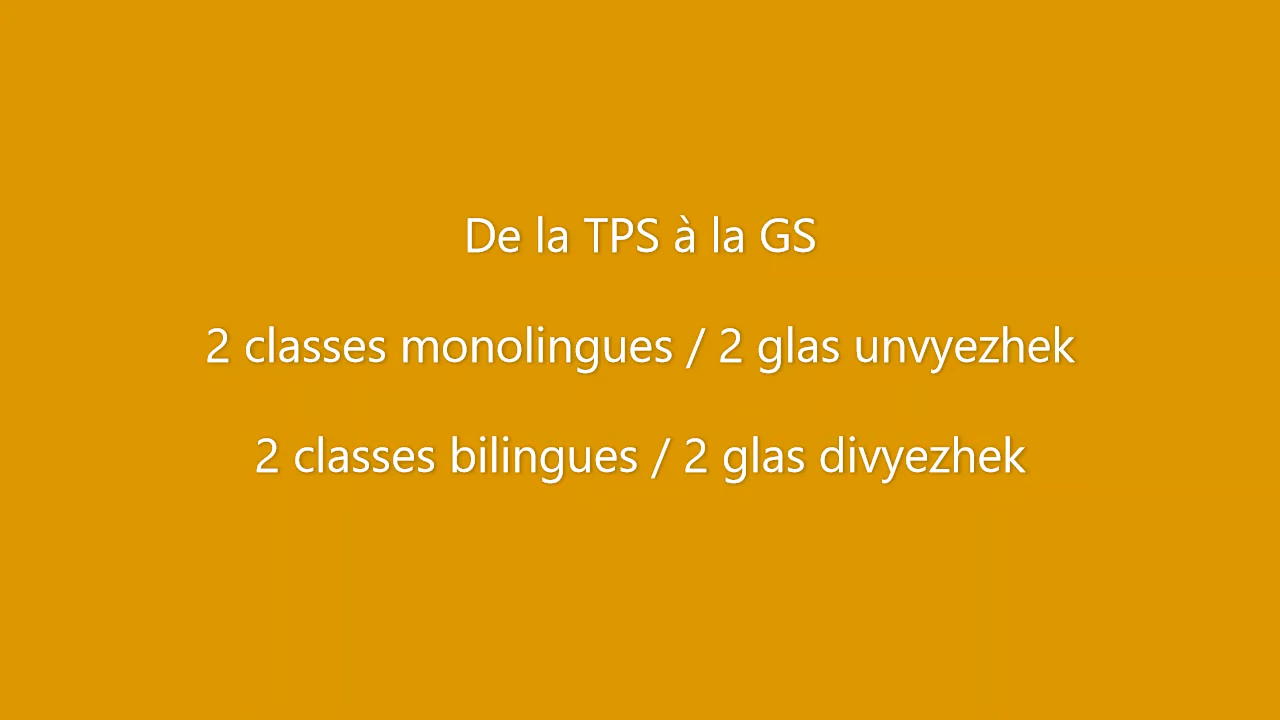 De la TPS à la GS
2 classes monolingues / 2 glas unvyezhek
2 classes bilingues / 2 glas divyezhek